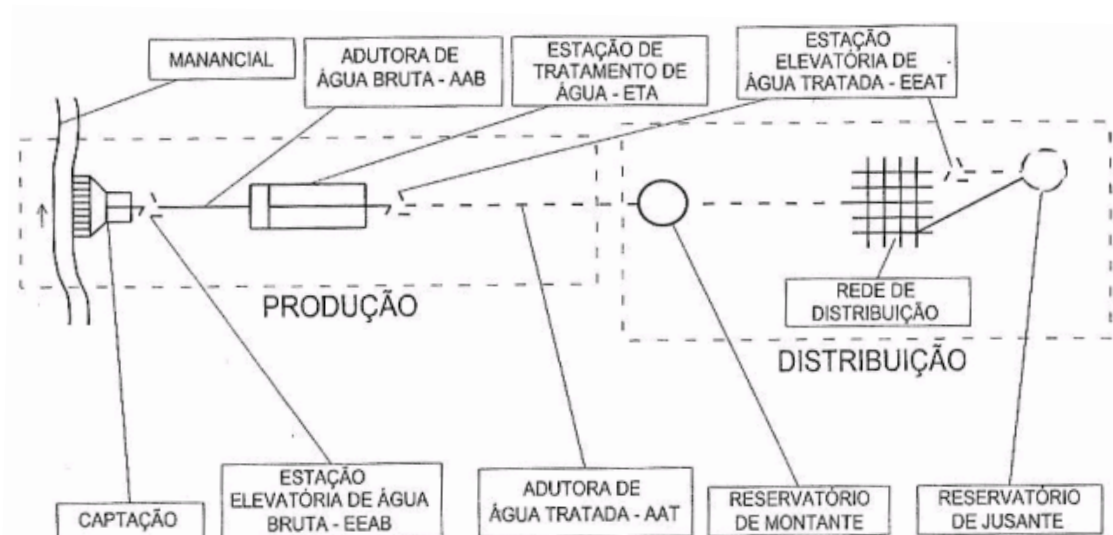 MANANCIAL
ADUTORA DE
ÁGUA BRUTA - AAB
ESTAÇÃO DE
TRATAMENTO DE
ÁGUA - ETA
ESTAÇÃO
ELEVATÓRIA DE
ÁGUA TRATADA - EEAT
PRODUÇÃO
REDE DE
DISTRIBUIÇÃO
DISTRIBUIÇÃO
CAPTAÇÃO
ESTAÇÃO
ELEVATÓRIA DE ÁGUA
BRUTA - EEAB
ADUTORA DE
ÁGUA TRATADA - AAT
RESERVATÓRIO
DE MONTANTE
RESERVATÓRIO
DE JUSANTE